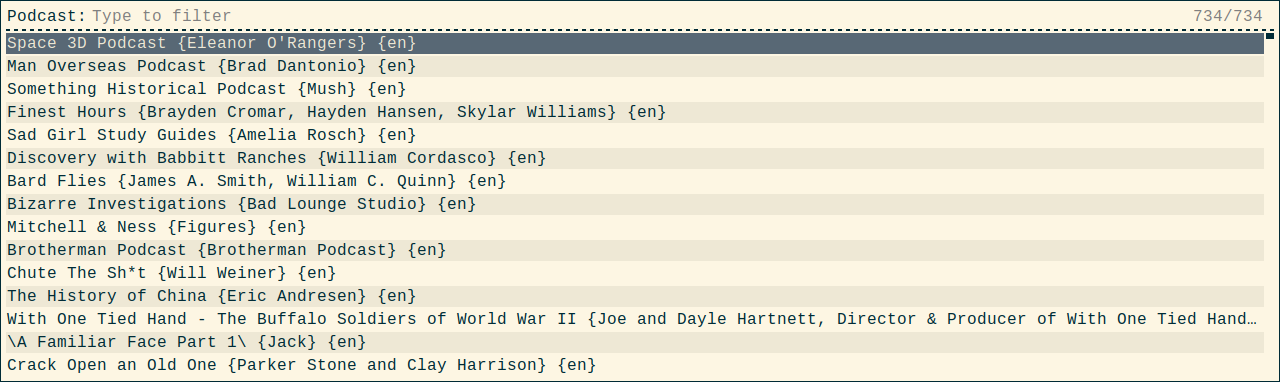 Podcast: Type to filter 734/734
Space 3D Podcast {Eleanor O'Rangers} {en}
Man Overseas Podcast {Brad Dantonio} {en}
Something Historical Podcast {Mush} {en}
Finest Hours {Brayden Cromar, Hayden Hansen, Skylar Williams} {en}
Sad Girl Study Guides {Amelia Rosch} {en}
Discovery with Babbitt Ranches {William Cordasco} {en}
Bard Flies {James A. Smith, William C. Quinn} {en}
Bizarre Investigations {Bad Lounge Studio} {en}
Mitchell & Ness {Figures} {en}
Brotherman Podcast {Brotherman Podcast} {en}
Chute The Sh*t {Will Weiner} {en}
The History of China {Eric Andresen} {en}
With One Tied Hand - The Buffalo Soldiers of World War II {Joe and Dayle Hartnett, Director & Producer of With One Tied Hand…
\A Familiar Face Part 1\ {Jack} {en}
Crack Open an Old One {Parker Stone and Clay Harrison} {en}